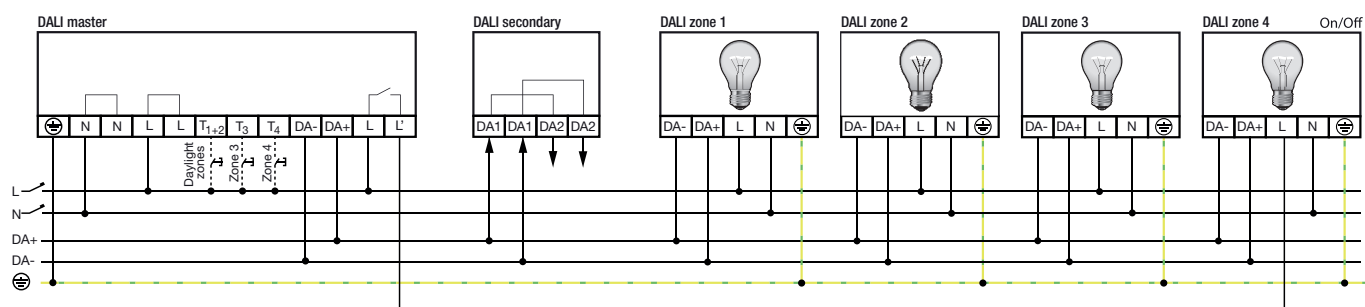 DALI master
DALI secondary
DALI zone 1
DALI zone 2
DALI zone 3
DALI zone 4
On/Off
N N L L T1+2 T3 T4 DA- DA+ L L'
DA1 DA1 DA2 DA2
DA- DA+ L N
DA- DA+ L N
DA- DA+ L N
DA- DA+ L N
Daylight
zones
Zone 3
Zone 4
L
N
DA+
DA-